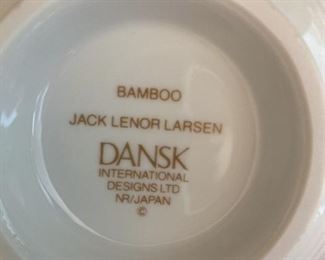 BAMBOO
JACK LENOR LARSEN
DANSK
INTERNATIONAL
DESIGNS LTD
NR/JAPAN
©